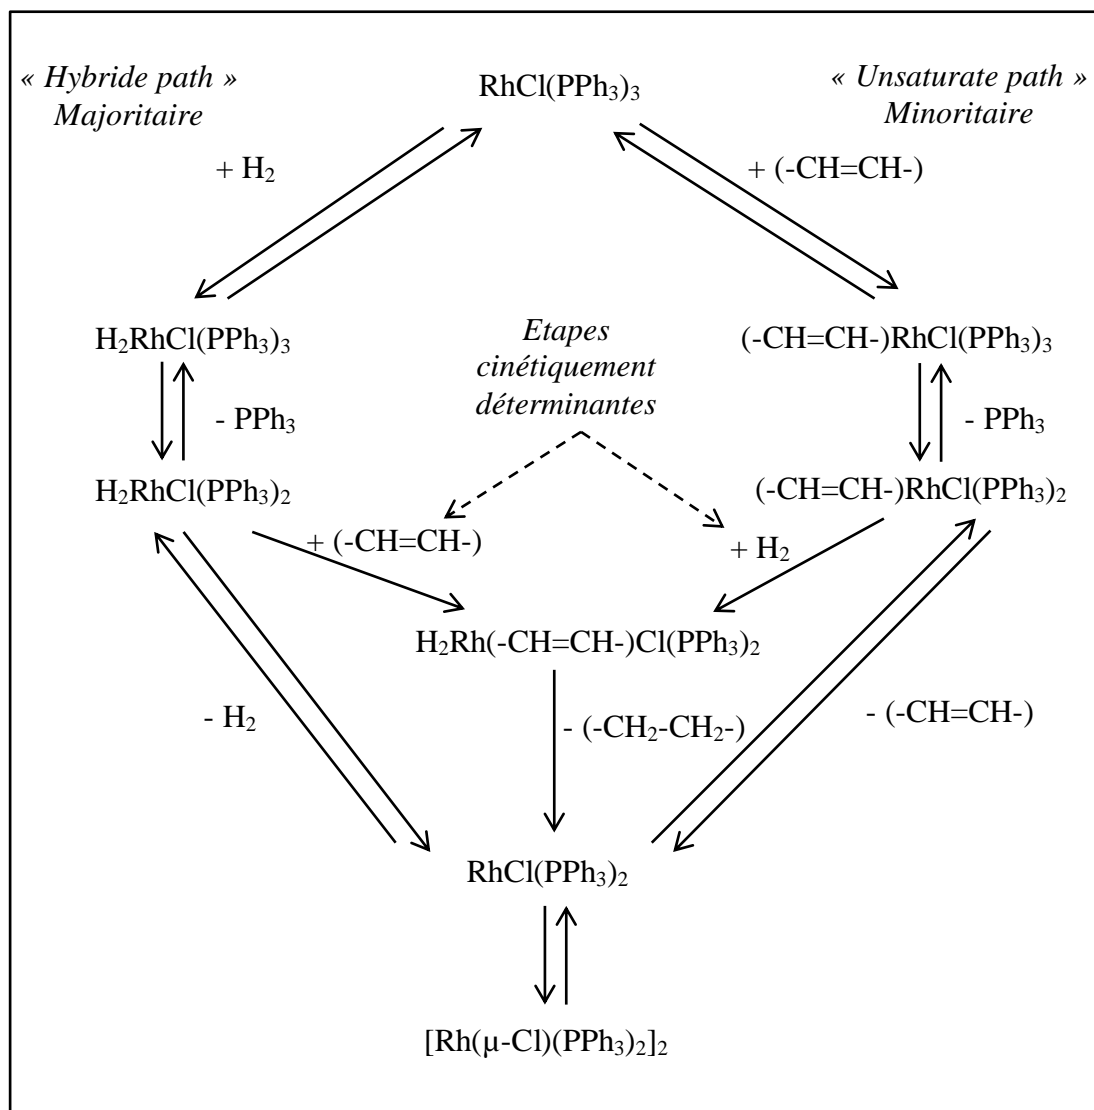 « Hybride path »
Majoritaire
RhCl(PPh₃)₃
« Unsaturate path »
Minoritaire
+ H₂
+ (-CH=CH-)
H₂RhCl(PPh₃)₃
Etapes
cinétiquement
déterminantes
(-CH=CH-)RhCl(PPh₃)₃
- PPh₃
- PPh₃
H₂RhCl(PPh₃)₂
(-CH=CH-)RhCl(PPh₃)₂
+ (-CH=CH-)
+ H₂
H₂Rh(-CH=CH-)Cl(PPh₃)₂
- H₂
- (-CH₂-CH₂-)
- (-CH=CH-)
RhCl(PPh₃)₂
[Rh(µ-Cl)(PPh₃)₂]₂